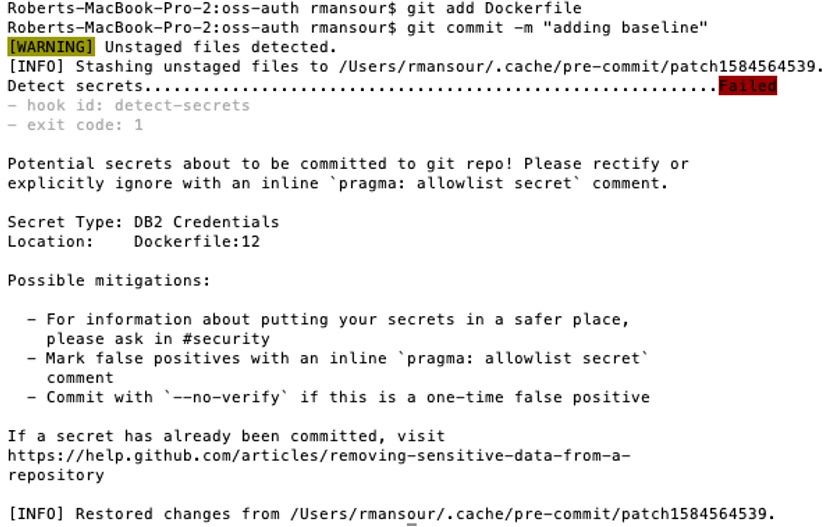 Roberts-MacBook-Pro-2:oss-auth rmansour$ git add Dockerfile
Roberts-MacBook-Pro-2:oss-auth rmansour$ git commit -m "adding baseline"
[WARNING] Unstaged files detected.
[INFO] Stashing unstaged files to /Users/rmansour/.cache/pre-commit/patch1584564539.
Detect secrets............................................................Failed
- hook id: detect-secrets
- exit code: 1
Potential secrets about to be committed to git repo! Please rectify or
explicitly ignore with an inline `pragma: allowlist secret` comment.
Secret Type: DB2 Credentials
Location:    Dockerfile:12
Possible mitigations:
  - For information about putting your secrets in a safer place,
    please ask in #security
  - Mark false positives with an inline `pragma: allowlist secret`
    comment
  - Commit with `--no-verify` if this is a one-time false positive
If a secret has already been committed, visit
https://help.github.com/articles/removing-sensitive-data-from-a-
repository
[INFO] Restored changes from /Users/rmansour/.cache/pre-commit/patch1584564539.